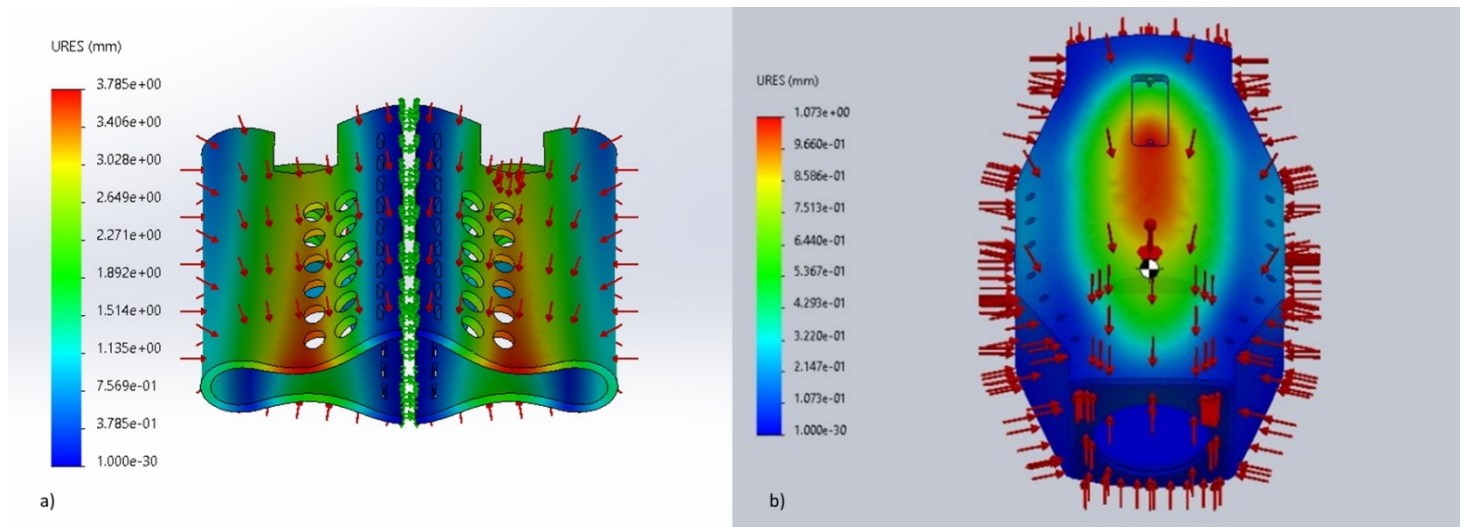 URES (mm)
3.785e+00
3.406e+00
3.028e+00
2.649e+00
2.271e+00
1.892e+00
1.514e+00
1.135e+00
7.569e-01
3.785e-01
1.000e-30
a)
URES (mm)
1.073e+00
9.660e-01
8.586e-01
7.513e-01
6.440e-01
5.367e-01
4.293e-01
3.220e-01
2.147e-01
1.073e-01
1.000e-30
b)